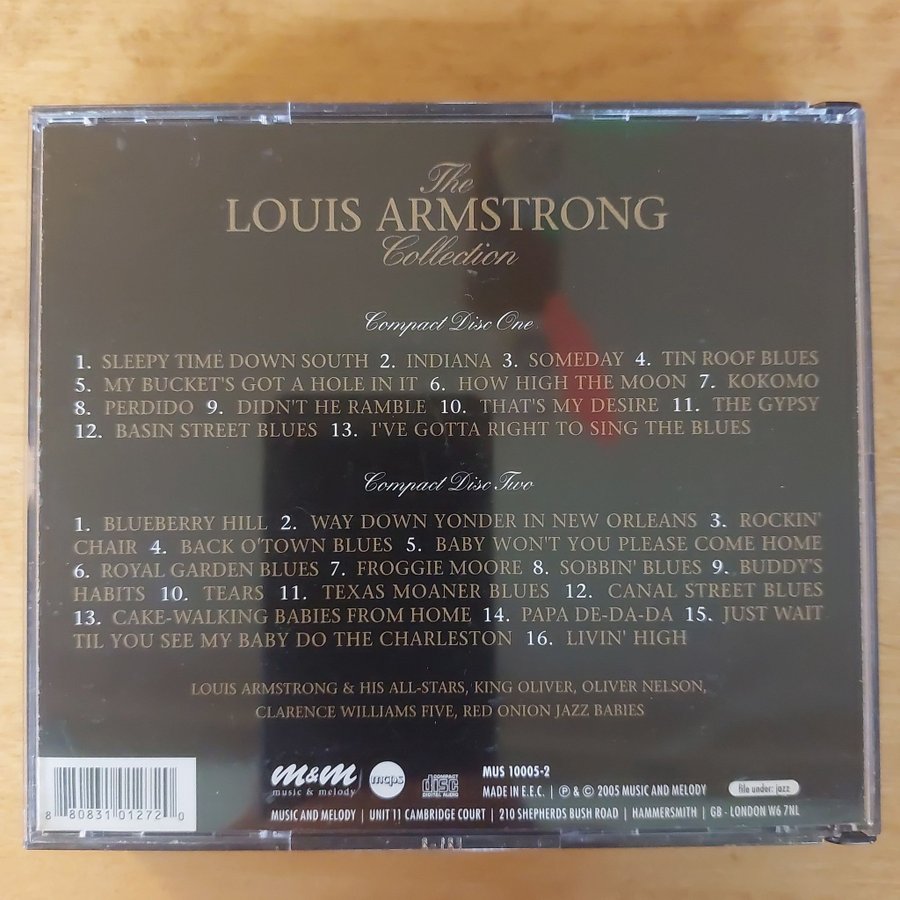 The
LOUIS ARMSTRONG
Collection
Compact Disc One
1. SLEEPY TIME DOWN SOUTH 2. INDIANA 3. SOMEDAY 4. TIN ROOF BLUES
5. MY BUCKET'S GOT A HOLE IN IT 6. HOW HIGH THE MOON 7. KOKOMO
8. PERDIDO 9. DIDN'T HE RAMBLE 10. THAT'S MY DESIRE 11. THE GYPSY
12. BASIN STREET BLUES 13. I'VE GOTTA RIGHT TO SING THE BLUES
Compact Disc Two
1. BLUEBERRY HILL 2. WAY DOWN YONDER IN NEW ORLEANS 3. ROCKIN'
CHAIR 4. BACK O'TOWN BLUES 5. BABY WON'T YOU PLEASE COME HOME
6. ROYAL GARDEN BLUES 7. FROGGIE MOORE 8. SOBBIN' BLUES 9. BUDDY'S
HABITS 10. TEARS 11. TEXAS MOANER BLUES 12. CANAL STREET BLUES
13. CAKE-WALKING BABIES FROM HOME 14. PAPA DE-DA-DA 15. JUST WAIT
TIL YOU SEE MY BABY DO THE CHARLESTON 16. LIVIN' HIGH
LOUIS ARMSTRONG & HIS ALL-STARS, KING OLIVER, OLIVER NELSON,
CLARENCE WILLIAMS FIVE, RED ONION JAZZ BABIES
m&m
music & melody
mcps
COMPACT
disc
DIGITAL AUDIO
MUS 10005-2
MADE IN E.E.C. | ℗ & © 2005 MUSIC AND MELODY
file under: jazz
8 80831 01272 0
MUSIC AND MELODY | UNIT 11 CAMBRIDGE COURT | 210 SHEPHERDS BUSH ROAD | HAMMERSMITH | GB - LONDON W6 7NL